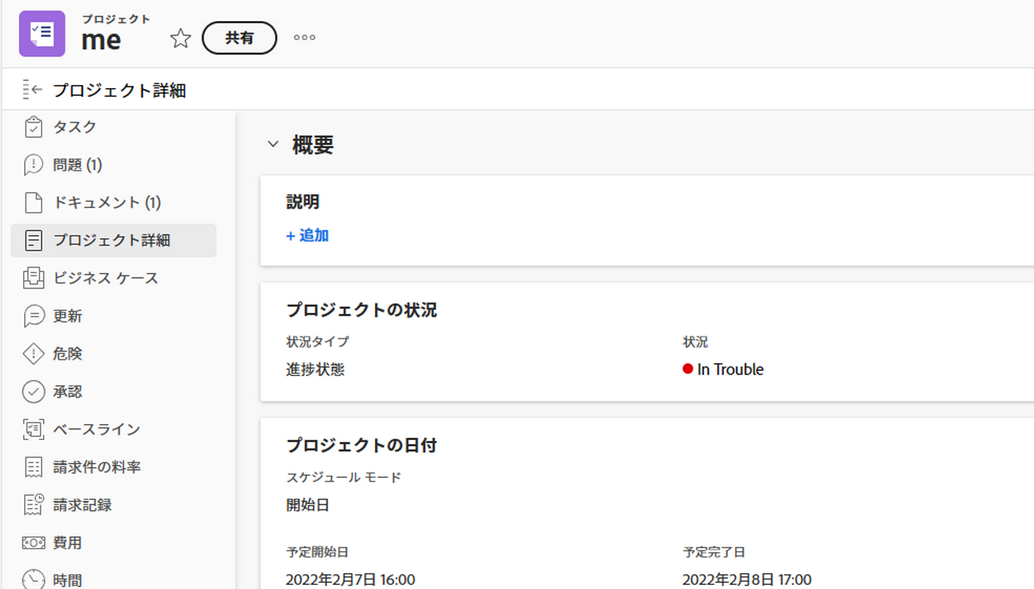 プロジェクト
me
共有
プロジェクト詳細
タスク
問題 (1)
ドキュメント (1)
プロジェクト詳細
ビジネス ケース
更新
危険
承認
ベースライン
請求件の料率
請求記録
費用
時間
概要
説明
+ 追加
プロジェクトの状況
状況タイプ
状況
進捗状態
In Trouble
プロジェクトの日付
スケジュール モード
開始日
予定開始日
予定完了日
2022年2月7日 16:00
2022年2月8日 17:00